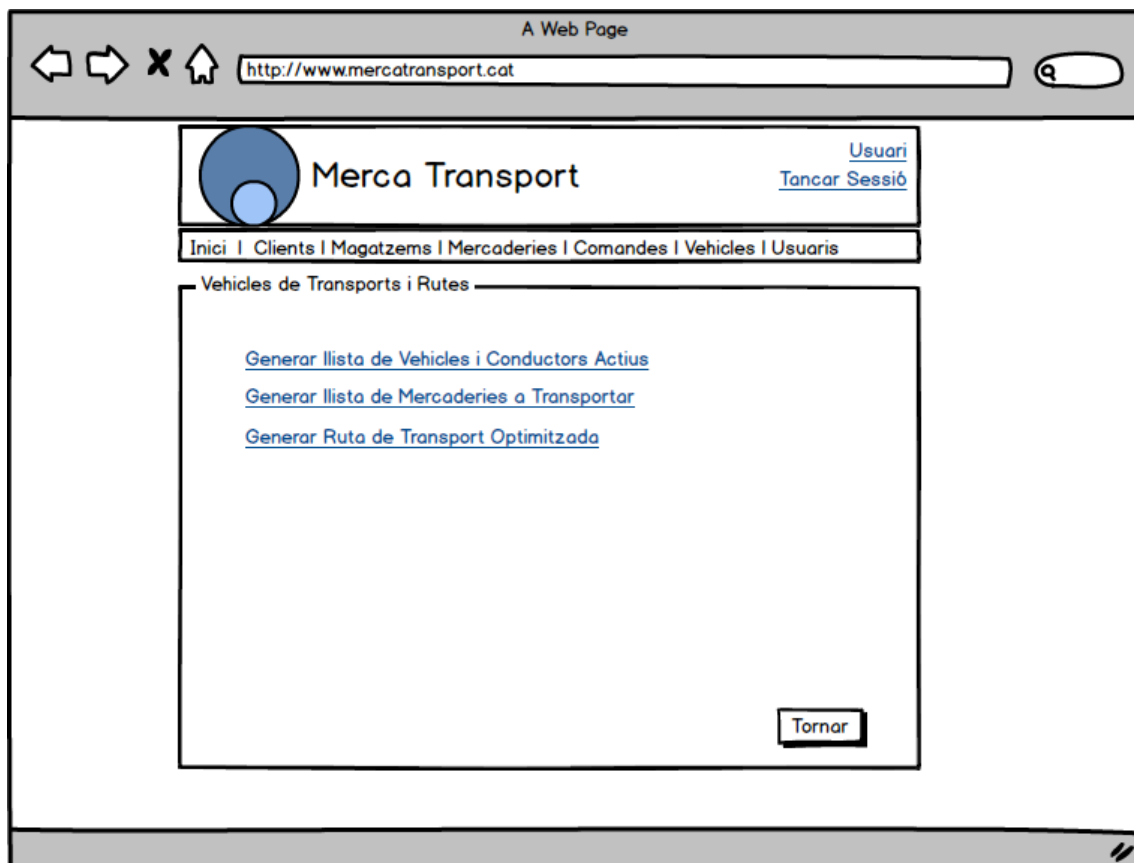 A Web Page
http://www.mercatransport.cat
Merca Transport
Usuari
Tancar Sessió
Inici | Clients | Magatzems | Mercaderies | Comandes | Vehicles | Usuaris
Vehicles de Transports i Rutes
Generar llista de Vehicles i Conductors Actius
Generar llista de Mercaderies a Transportar
Generar Ruta de Transport Optimitzada
Tornar